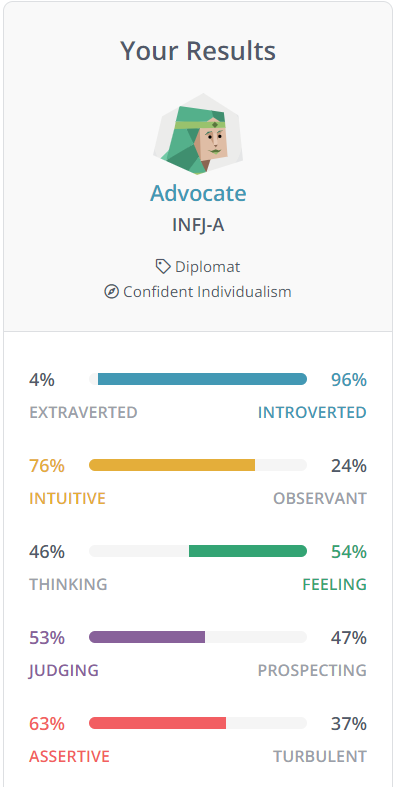 Your Results
Advocate
INFJ-A
Diplomat
Confident Individualism
4% 96%
EXTRAVERTED INTROVERTED
76% 24%
INTUITIVE OBSERVANT
46% 54%
THINKING FEELING
53% 47%
JUDGING PROSPECTING
63% 37%
ASSERTIVE TURBULENT